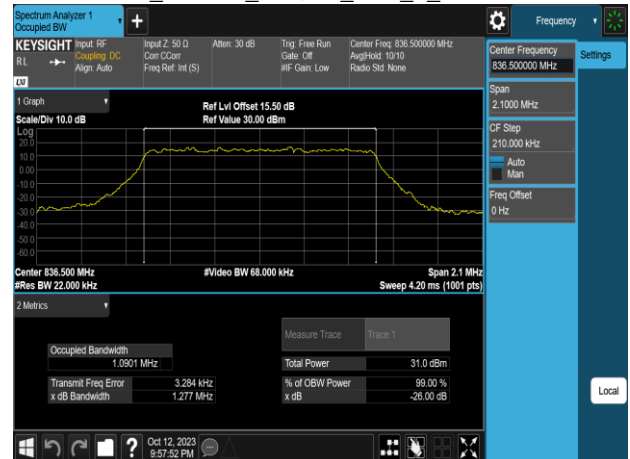 Spectrum Analyzer 1
Occupied BW
Frequency
KEYSIGHT
RL
LXI
Input: RF
Coupling: DC
Align: Auto
Input Z: 50 Ω
Corr CCorr
Freq Ref: Int (S)
Atten: 30 dB
Trig: Free Run
Gate: Off
#IF Gain: Low
Center Freq: 836.500000 MHz
Avg|Hold: 10/10
Radio Std: None
Center Frequency
836.500000 MHz
Settings
Span
2.1000 MHz
CF Step
210.000 kHz
Auto
Man
Freq Offset
0 Hz
Local
1 Graph
Scale/Div 10.0 dB
Ref Lvl Offset 15.50 dB
Ref Value 30.00 dBm
Log
20.0
10.0
0.00
-10.0
-20.0
-30.0
-40.0
-50.0
-60.0
Center 836.500 MHz
#Video BW 68.000 kHz
Span 2.1 MHz
#Res BW 22.000 kHz
Sweep 4.20 ms (1001 pts)
2 Metrics
Measure Trace
Trace 1
Occupied Bandwidth
1.0901 MHz
Total Power
31.0 dBm
Transmit Freq Error
3.284 kHz
% of OBW Power
99.00 %
x dB Bandwidth
1.277 MHz
x dB
-26.00 dB
?
Oct 12, 2023
9:57:52 PM